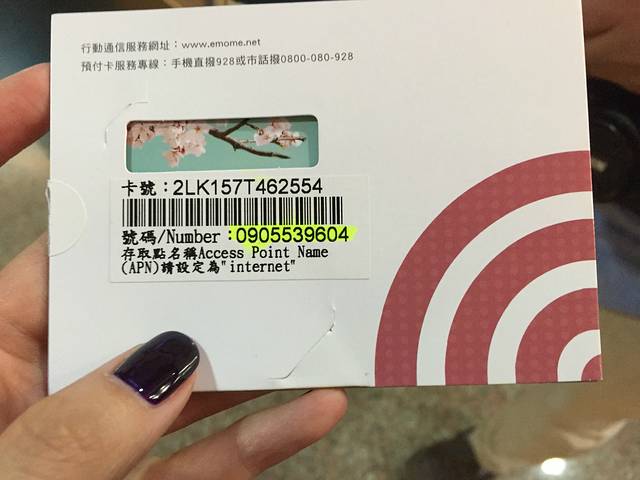 行動通信服務網址：www.emome.net
預付卡服務專線：手機直撥928或市話撥0800-080-928
卡號：2LK157T462554
號碼/Number：0905539604
存取點名稱Access Point Name
(APN)請設定為"internet"